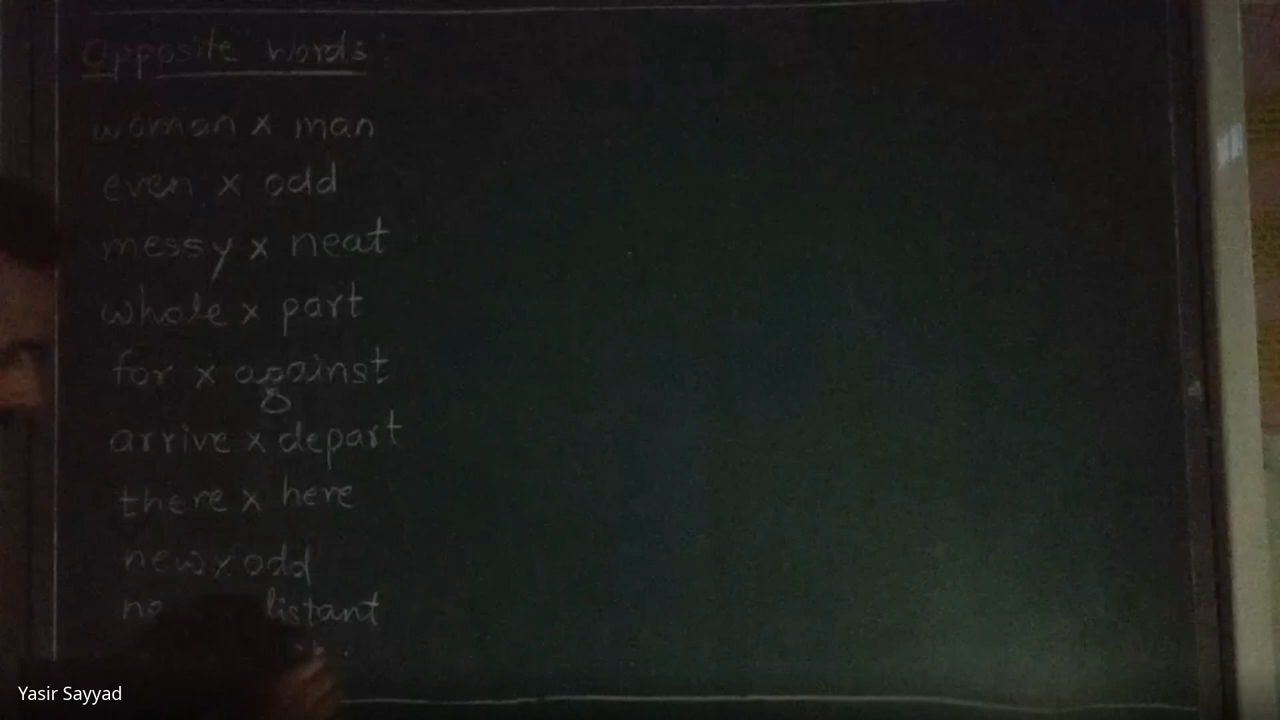 Opposite Words:
woman x man
even x odd
messy x neat
whole x part
for x against
arrive x depart
there x here
new x odd
listant
Yasir Sayyad